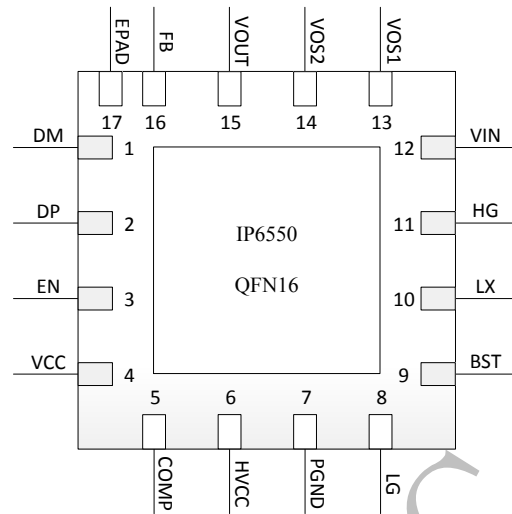 EPAD FB VOUT VOS2 VOS1
17 16 15 14 13
DM 1 12 VIN
DP 2 11 HG
IP6550
EN 3 10 LX
QFN16
VCC 4 9 BST
5 6 7 8
COMP HVCC PGND LG